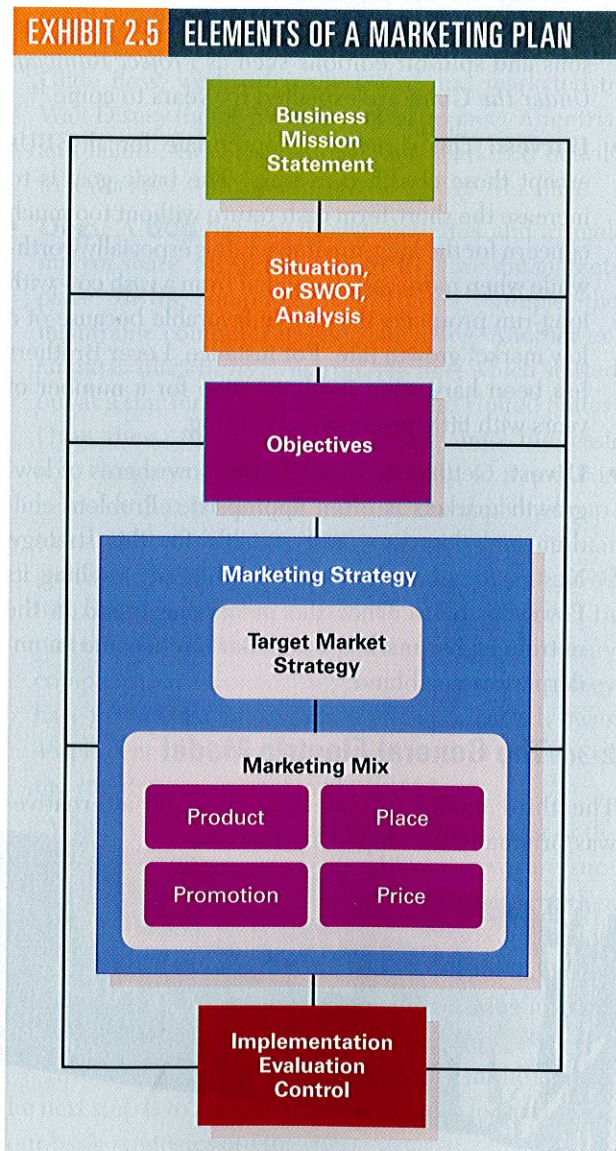 EXHIBIT 2.5 ELEMENTS OF A MARKETING PLAN
Business
Mission
Statement
Situation,
or SWOT,
Analysis
Objectives
Marketing Strategy
Target Market
Strategy
Marketing Mix
Product Place
Promotion Price
Implementation
Evaluation
Control